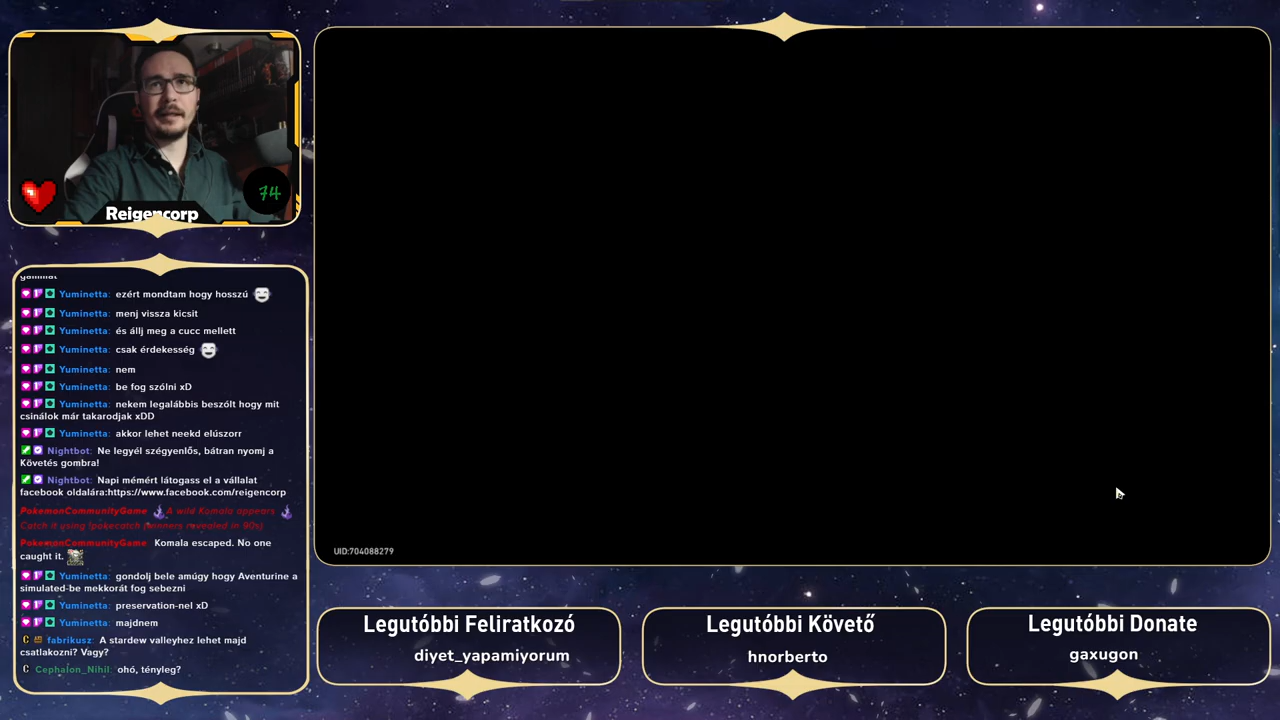 Reigencorp
74
Yuminetta: ezért mondtam hogy hosszú
Yuminetta: menj vissza kicsit
Yuminetta: és állj meg a cucc mellett
Yuminetta: csak érdekesség
Yuminetta: nem
Yuminetta: be fog szólni xD
Yuminetta: nekem legalábbis beszólt hogy mit
csinálok már takarodjak xDD
Yuminetta: akkor lehet neekd elúszorr
Nightbot: Ne legyél szégyenlős, bátran nyomj a
Követés gombra!
Nightbot: Napi mémért látogass el a vállalat
facebook oldalára:https://www.facebook.com/reigencorp
PokemonCommunityGame A wild Komala appears
Catch it using !pokecatch (winners revealed in 90s)
PokemonCommunityGame: Komala escaped. No one
caught it.
Yuminetta: gondolj bele amúgy hogy Aventurine a
simulated-be mekkorát fog sebezni
Yuminetta: preservation-nel xD
Yuminetta: majdnem
fabrikusz: A stardew valleyhez lehet majd
csatlakozni? Vagy?
Cephalon_Nihil: ohó, tényleg?
UID:704088279
Legutóbbi Feliratkozó
diyet_yapamiyorum
Legutóbbi Követő
hnorberto
Legutóbbi Donate
gaxugon